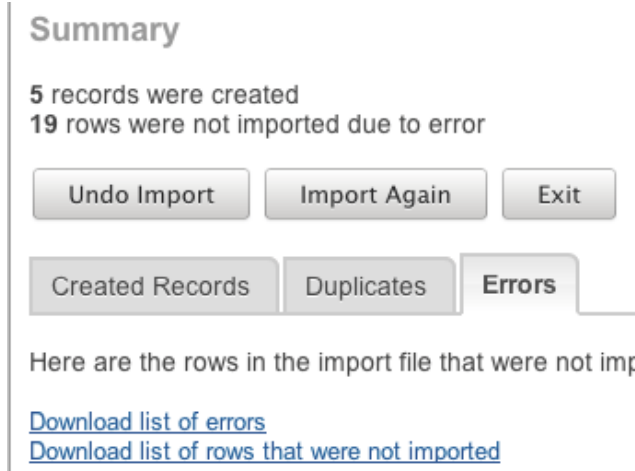 Summary
5 records were created
19 rows were not imported due to error
Undo Import Import Again Exit
Created Records Duplicates Errors
Here are the rows in the import file that were not
Download list of errors
Download list of rows that were not imported